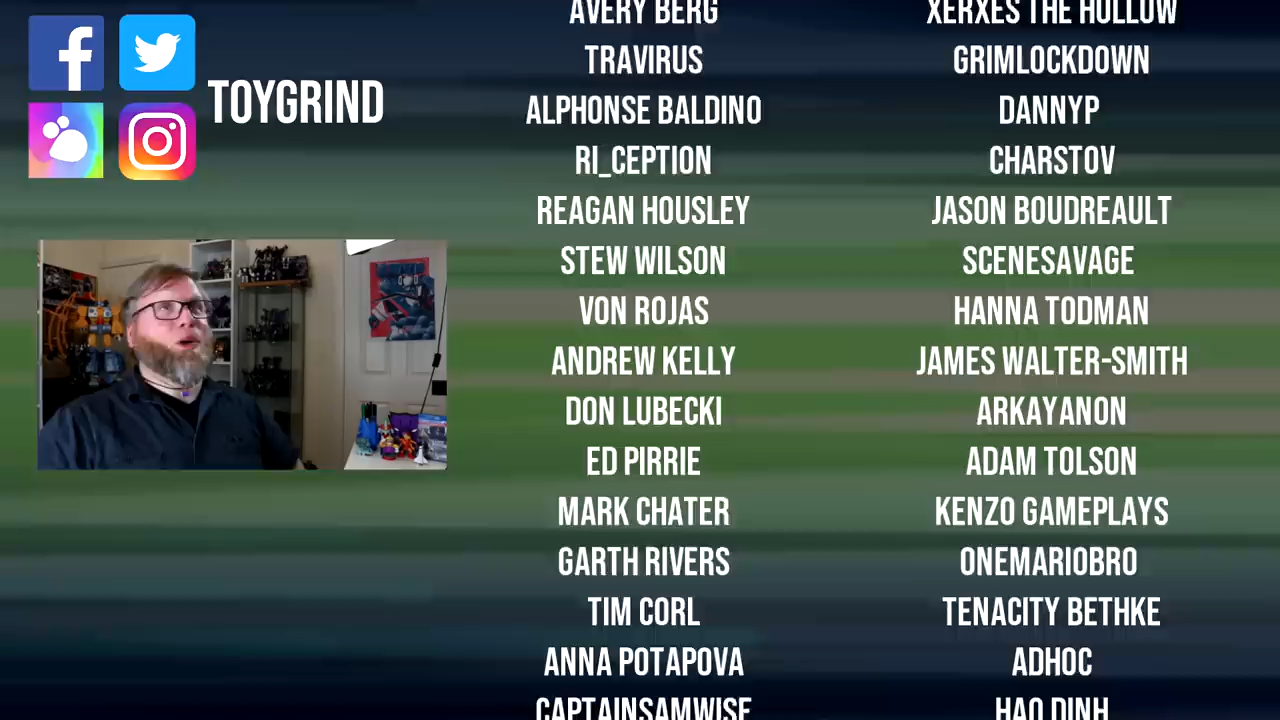 TOYGRIND
AVERY BERG
TRAVIRUS
ALPHONSE BALDINO
RI_CEPTION
REAGAN HOUSLEY
STEW WILSON
VON ROJAS
ANDREW KELLY
DON LUBECKI
ED PIRRIE
MARK CHATER
GARTH RIVERS
TIM CORL
ANNA POTAPOVA
CAPTAINSAMWISE
XERXES THE HOLLOW
GRIMLOCKDOWN
DANNYP
CHARSTOV
JASON BOUDREAULT
SCENESAVAGE
HANNA TODMAN
JAMES WALTER-SMITH
ARKAYANON
ADAM TOLSON
KENZO GAMEPLAYS
ONEMARIOBRO
TENACITY BETHKE
ADHOC
HAO DINH